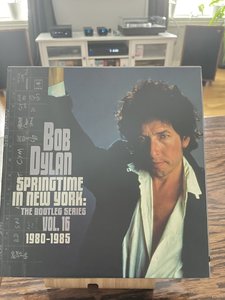 BOB
DYLAN
SPRINGTIME
IN NEW YORK:
THE BOOTLEG SERIES
VOL. 16
1980-1985